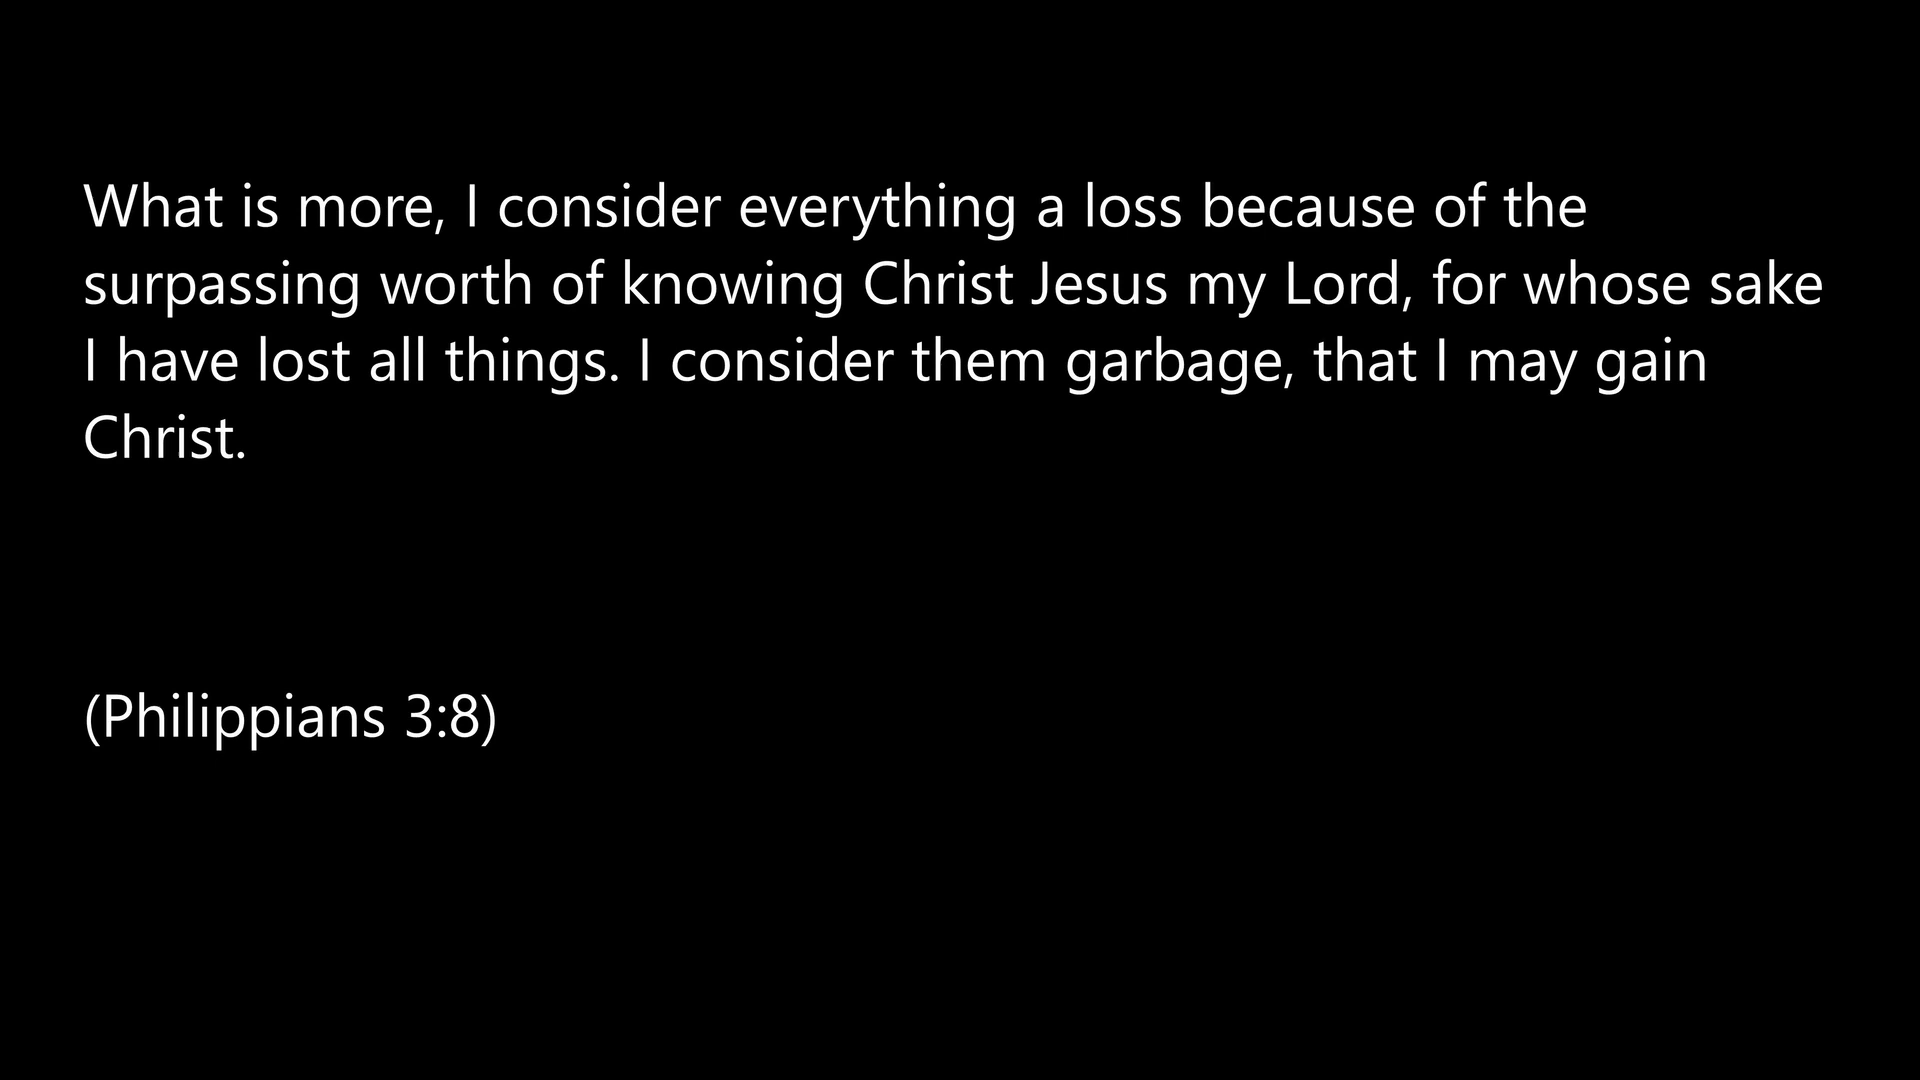 What is more, I consider everything a loss because of the
surpassing worth of knowing Christ Jesus my Lord, for whose sake
I have lost all things. I consider them garbage, that I may gain
Christ.
(Philippians 3:8)